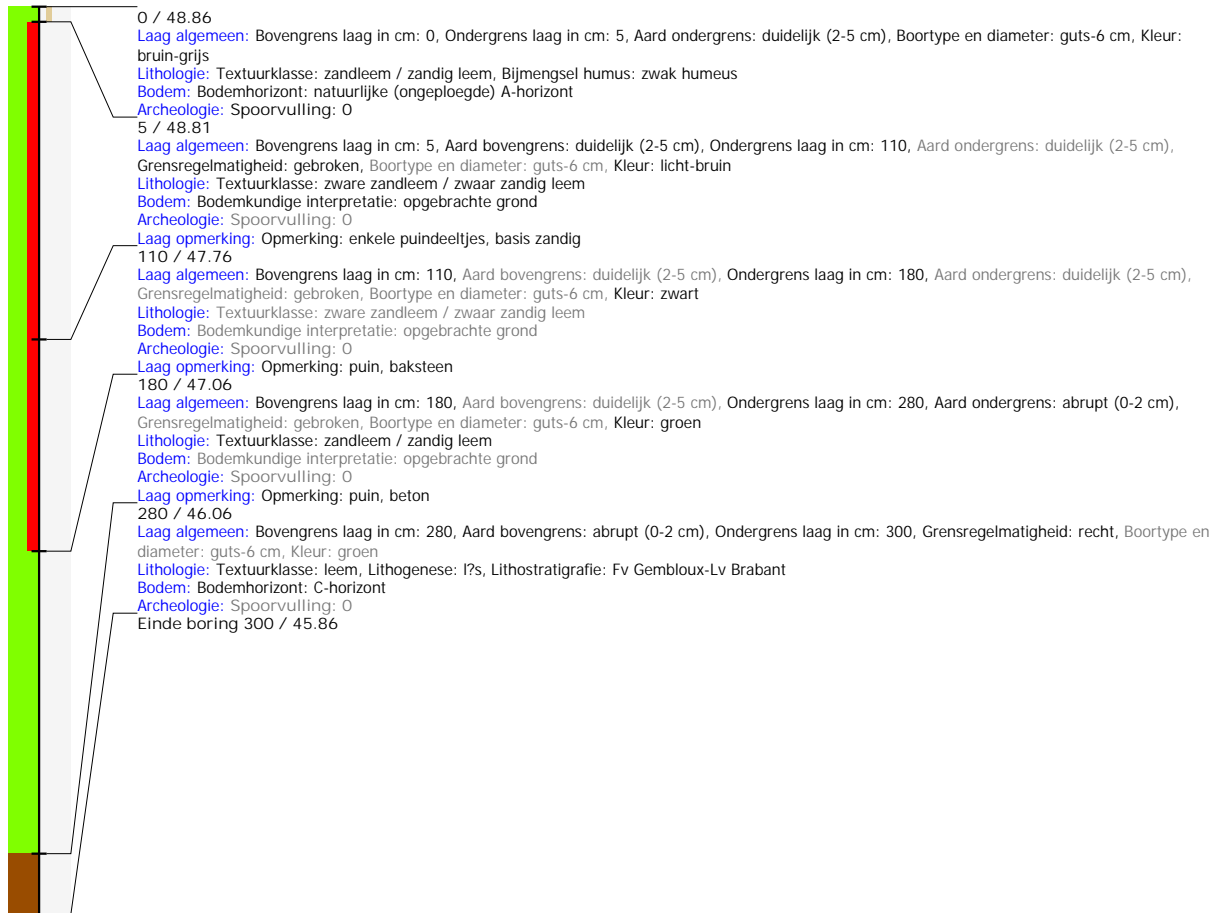 0 / 48.86
Laag algemeen: Bovengrens laag in cm: 0, Ondergrens laag in cm: 5, Aard ondergrens: duidelijk (2-5 cm), Boortype en diameter: guts-6 cm, Kleur:
bruin-grijs
Lithologie: Textuurklasse: zandleem / zandig leem, Bijmengsel humus: zwak humeus
Bodem: Bodemhorizont: natuurlijke (ongeploegde) A-horizont
Archeologie: Spoorvulling: 0
5 / 48.81
Laag algemeen: Bovengrens laag in cm: 5, Aard bovengrens: duidelijk (2-5 cm), Ondergrens laag in cm: 110, Aard ondergrens: duidelijk (2-5 cm),
Grensregelmatigheid: gebroken, Boortype en diameter: guts-6 cm, Kleur: licht-bruin
Lithologie: Textuurklasse: zware zandleem / zwaar zandig leem
Bodem: Bodemkundige interpretatie: opgebrachte grond
Archeologie: Spoorvulling: 0
Laag opmerking: Opmerking: enkele puindeeltjes, basis zandig
110 / 47.76
Laag algemeen: Bovengrens laag in cm: 110, Aard bovengrens: duidelijk (2-5 cm), Ondergrens laag in cm: 180, Aard ondergrens: duidelijk (2-5 cm),
Grensregelmatigheid: gebroken, Boortype en diameter: guts-6 cm, Kleur: zwart
Lithologie: Textuurklasse: zware zandleem / zwaar zandig leem
Bodem: Bodemkundige interpretatie: opgebrachte grond
Archeologie: Spoorvulling: 0
Laag opmerking: Opmerking: puin, baksteen
180 / 47.06
Laag algemeen: Bovengrens laag in cm: 180, Aard bovengrens: duidelijk (2-5 cm), Ondergrens laag in cm: 280, Aard ondergrens: abrupt (0-2 cm),
Grensregelmatigheid: gebroken, Boortype en diameter: guts-6 cm, Kleur: groen
Lithologie: Textuurklasse: zandleem / zandig leem
Bodem: Bodemkundige interpretatie: opgebrachte grond
Archeologie: Spoorvulling: 0
Laag opmerking: Opmerking: puin, beton
280 / 46.06
Laag algemeen: Bovengrens laag in cm: 280, Aard bovengrens: abrupt (0-2 cm), Ondergrens laag in cm: 300, Grensregelmatigheid: recht, Boortype en
diameter: guts-6 cm, Kleur: groen
Lithologie: Textuurklasse: leem, Lithogenese: l?s, Lithostratigrafie: Fv Gembloux-Lv Brabant
Bodem: Bodemhorizont: C-horizont
Archeologie: Spoorvulling: 0
Einde boring 300 / 45.86